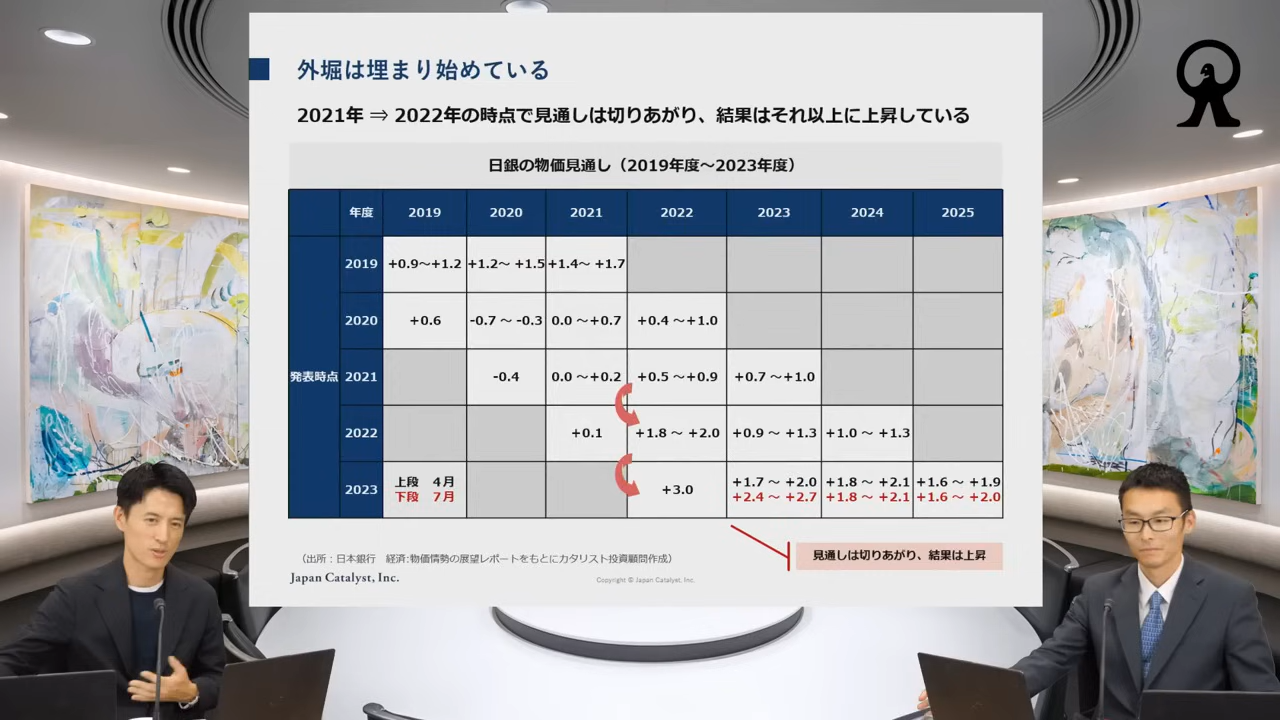 外堀は埋まり始めている
2021年 ⇒ 2022年の時点で見通しは切りあがり、結果はそれ以上に上昇している
日銀の物価見通し（2019年度～2023年度）
年度 2019 2020 2021 2022 2023 2024 2025
2019 +0.9～+1.2 +1.2～ +1.5 +1.4～ +1.7
2020 +0.6 -0.7 ～ -0.3 0.0 ～+0.7 +0.4 ～+1.0
発表時点 2021 -0.4 0.0 ～+0.2 +0.5 ～+0.9 +0.7 ～+1.0
2022 +0.1 +1.8 ～ +2.0 +0.9 ～ +1.3 +1.0 ～ +1.3
2023 上段 4月 +3.0 +1.7 ～ +2.0 +1.8 ～ +2.1 +1.6 ～ +1.9
下段 7月 +2.4 ～ +2.7 +1.8 ～ +2.1 +1.6 ～ +2.0
見通しは切りあがり、結果は上昇
（出所：日本銀行　経済:物価情勢の展望レポートをもとにカタリスト投資顧問作成）
Japan Catalyst, Inc.
Copyright © Japan Catalyst, Inc.